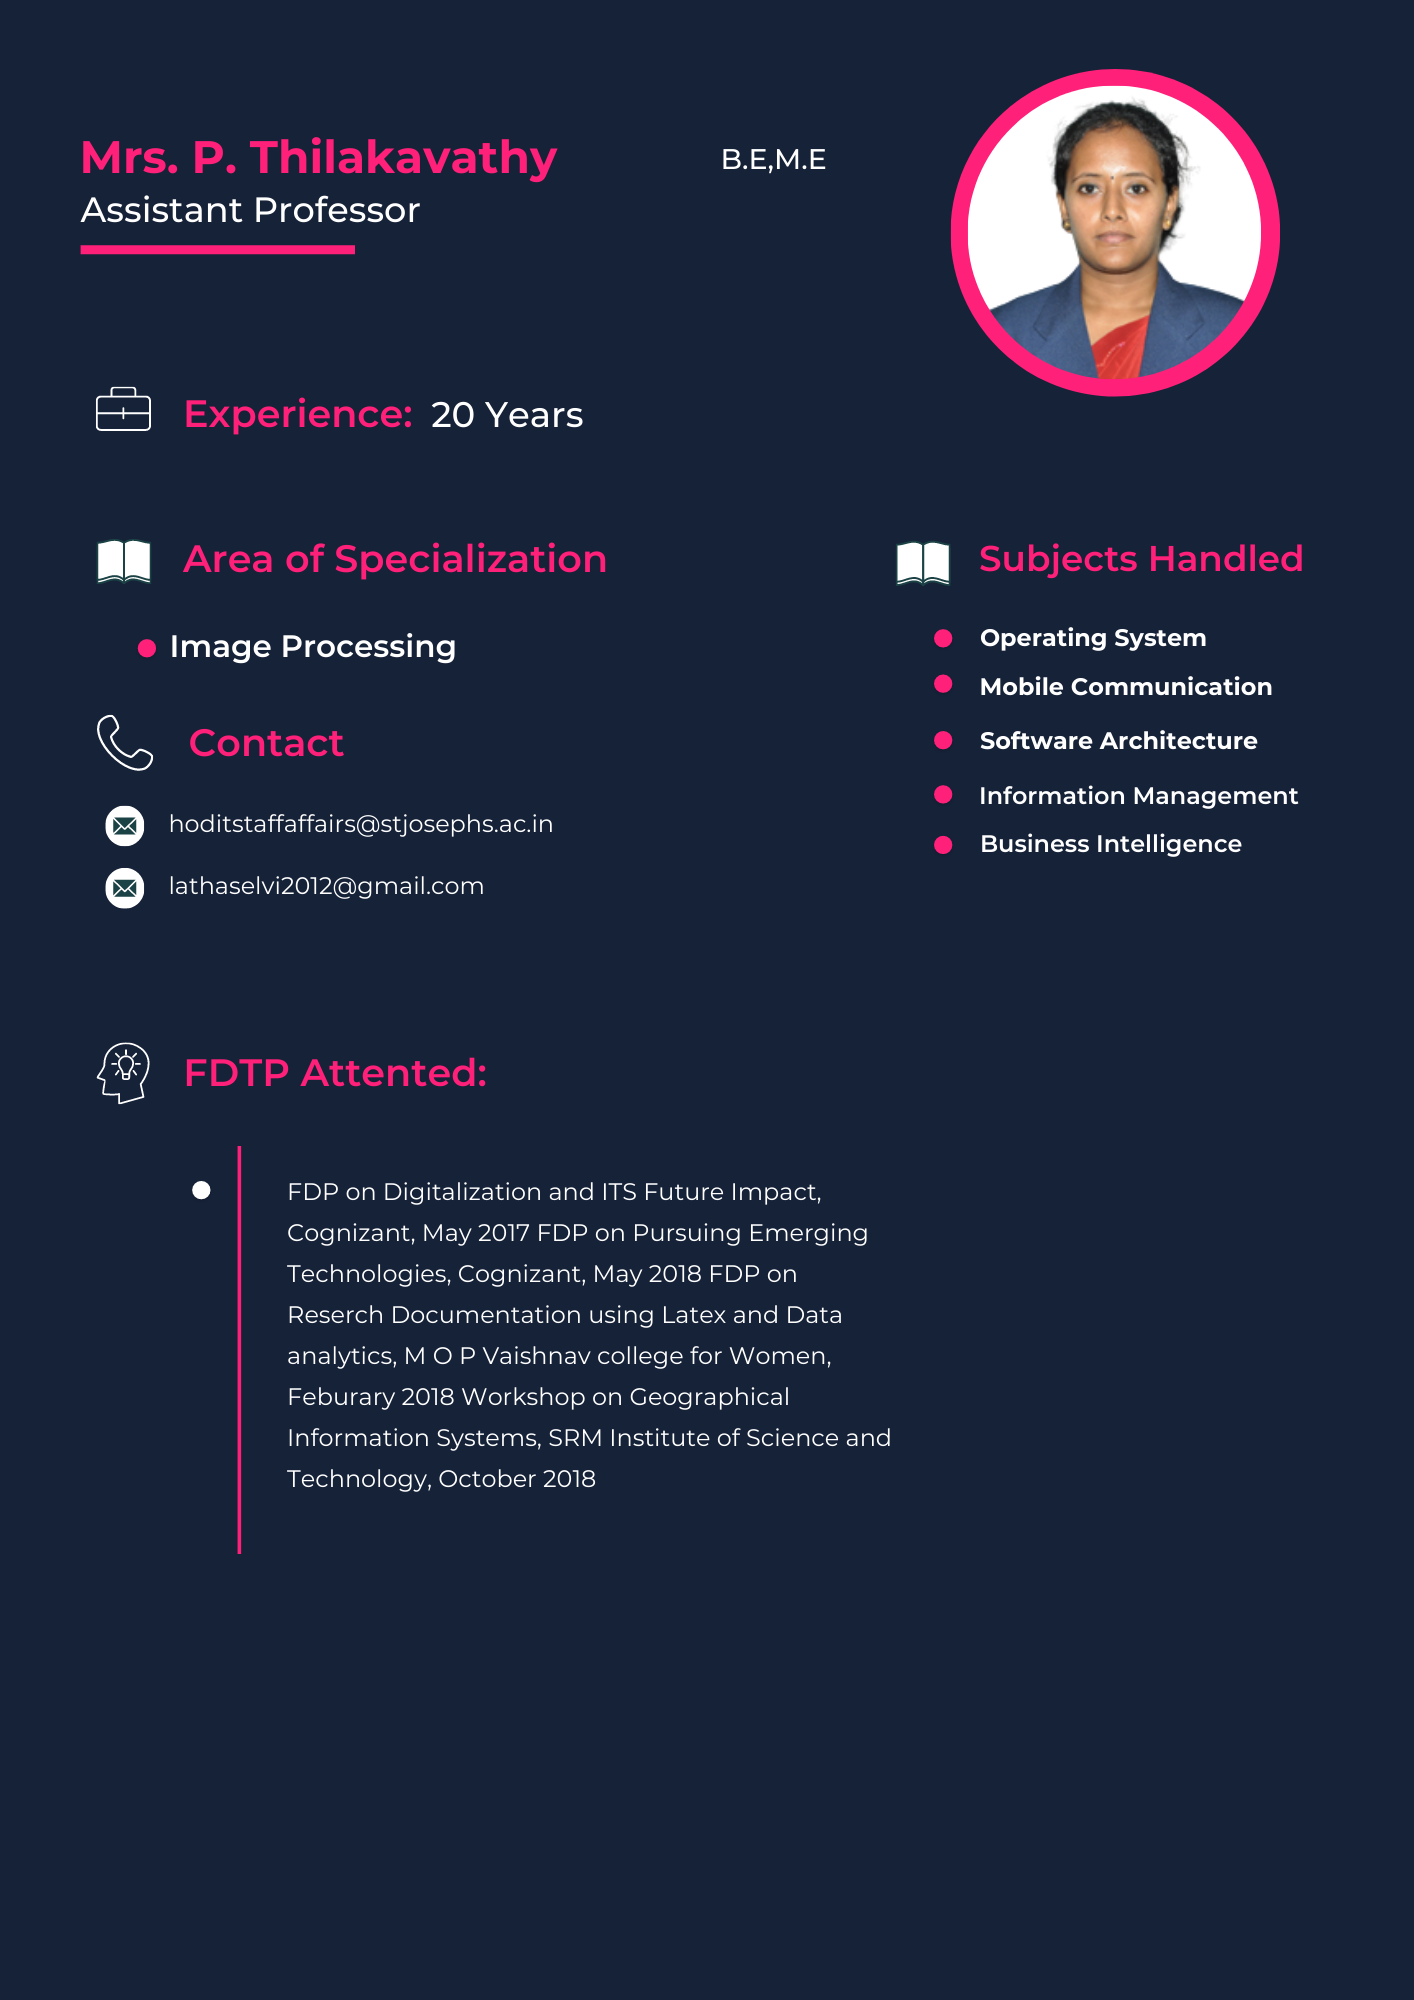 Mrs. P. Thilakavathy
B.E,M.E
Assistant Professor
Experience: 20 Years
Area of Specialization
Image Processing
Contact
hoditstaffaffairs@stjosephs.ac.in
lathaselvi2012@gmail.com
Subjects Handled
Operating System
Mobile Communication
Software Architecture
Information Management
Business Intelligence
FDTP Attented:
FDP on Digitalization and ITS Future Impact,
Cognizant, May 2017 FDP on Pursuing Emerging
Technologies, Cognizant, May 2018 FDP on
Reserch Documentation using Latex and Data
analytics, M O P Vaishnav college for Women,
Feburary 2018 Workshop on Geographical
Information Systems, SRM Institute of Science and
Technology, October 2018